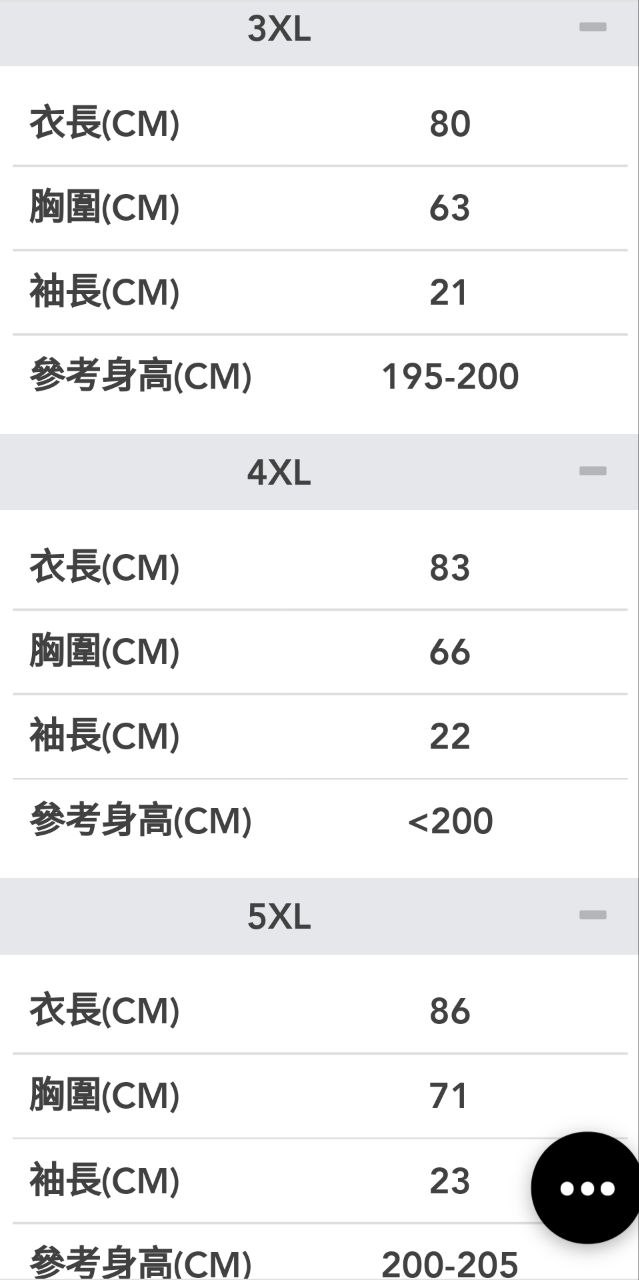 3XL
衣長(CM) 80
胸圍(CM) 63
袖長(CM) 21
參考身高(CM) 195-200
4XL
衣長(CM) 83
胸圍(CM) 66
袖長(CM) 22
參考身高(CM) <200
5XL
衣長(CM) 86
胸圍(CM) 71
袖長(CM) 23
參考身高(CM) 200-205